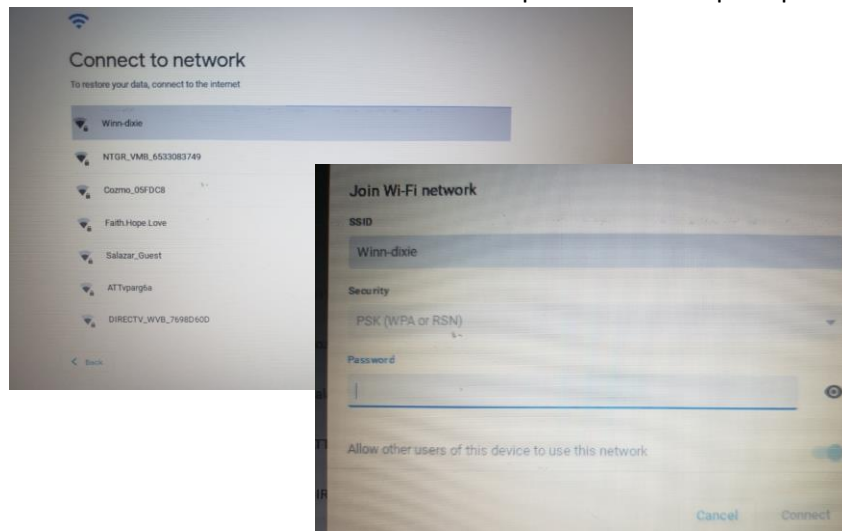 Connect to network
To restore your data, connect to the internet
Winn-dixie
NTGR_VMB_6533083749
Cozmo_05FDC8
Faith.Hope.Love
Salazar_Guest
ATTvparg6a
DIRECTV_WVB_7698D60D
Back
Join Wi-Fi network
SSID
Winn-dixie
Security
PSK (WPA or RSN)
Password
Allow other users of this device to use this network
Cancel
Connect